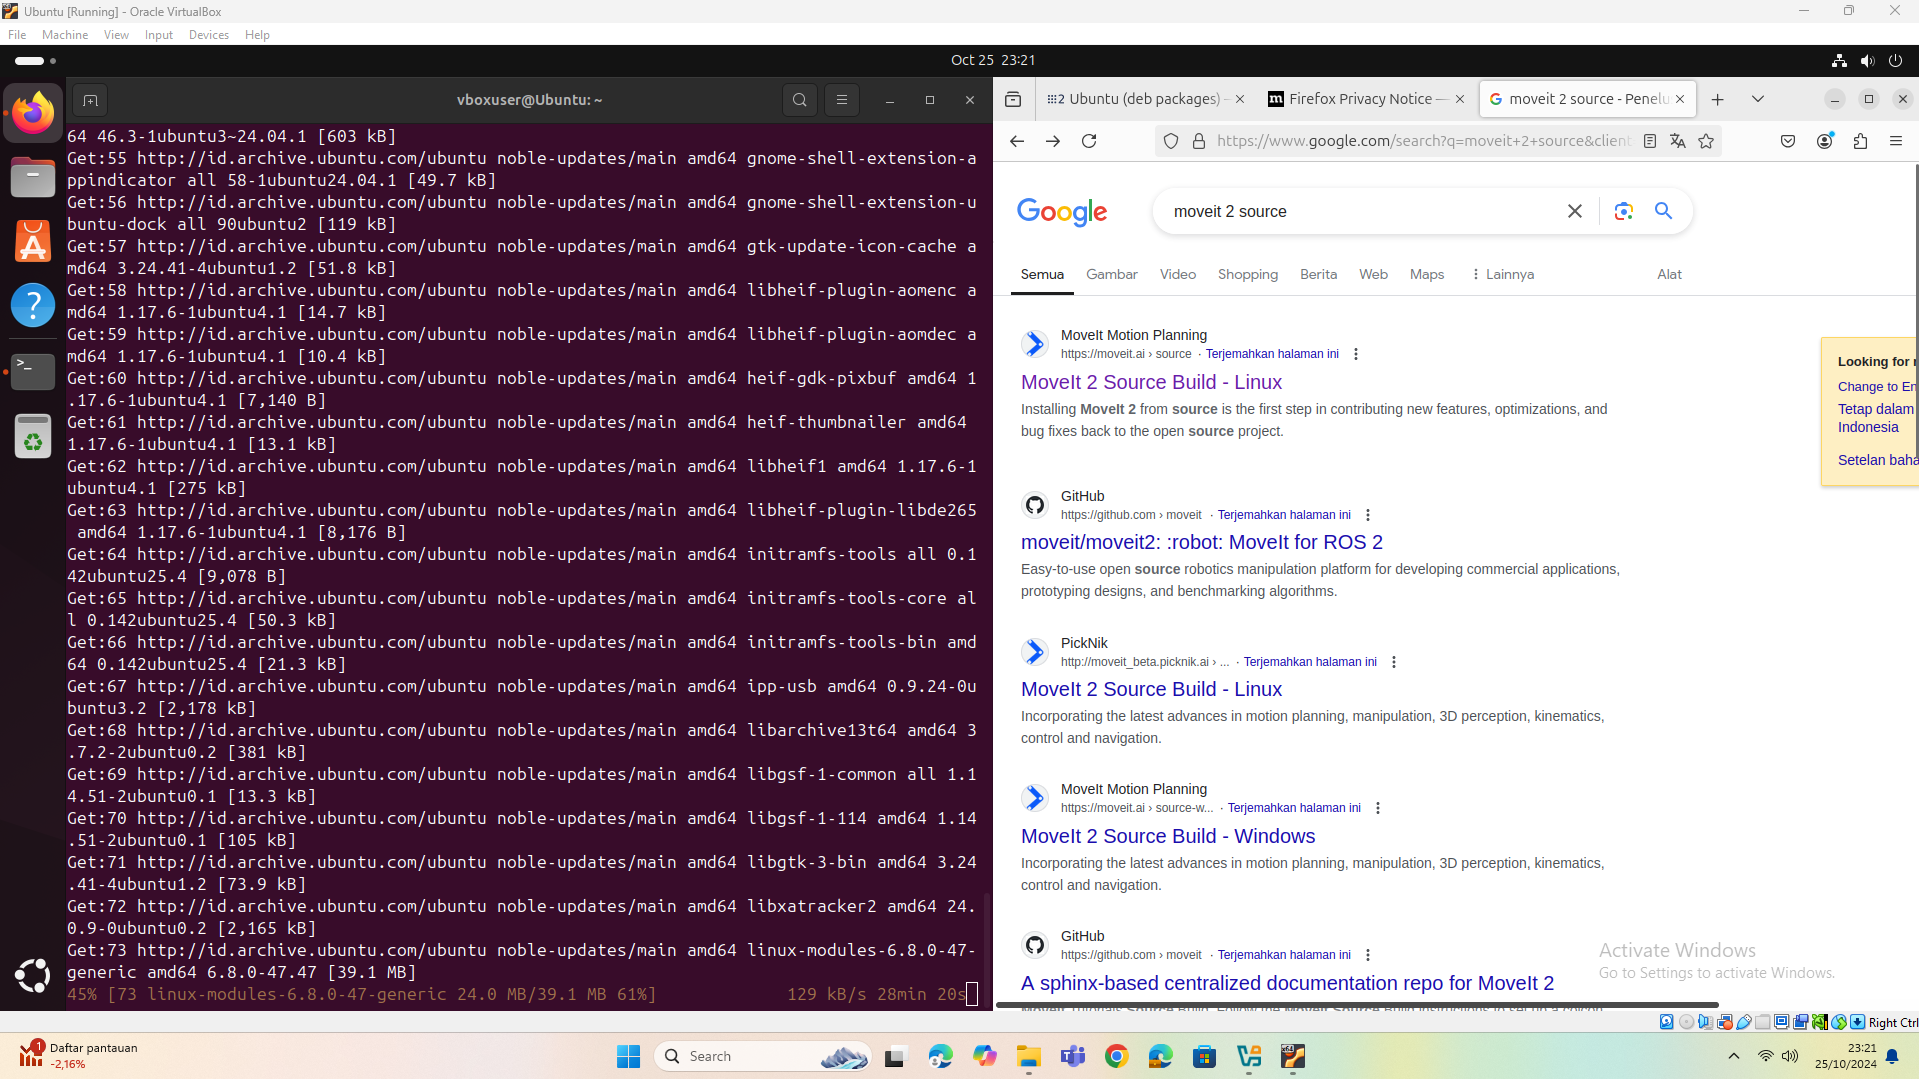 Ubuntu [Running] - Oracle VirtualBox
File Machine View Input Devices Help
Oct 25 23:21
vboxuser@Ubuntu: ~
64 46.3-1ubuntu3~24.04.1 [603 kB]
Get:55 http://id.archive.ubuntu.com/ubuntu noble-updates/main amd64 gnome-shell-extension-a
ppindicator all 58-1ubuntu24.04.1 [49.7 kB]
Get:56 http://id.archive.ubuntu.com/ubuntu noble-updates/main amd64 gnome-shell-extension-u
buntu-dock all 90ubuntu2 [119 kB]
Get:57 http://id.archive.ubuntu.com/ubuntu noble-updates/main amd64 gtk-update-icon-cache a
md64 3.24.41-4ubuntu1.2 [51.8 kB]
Get:58 http://id.archive.ubuntu.com/ubuntu noble-updates/main amd64 libheif-plugin-aomenc a
md64 1.17.6-1ubuntu4.1 [14.7 kB]
Get:59 http://id.archive.ubuntu.com/ubuntu noble-updates/main amd64 libheif-plugin-aomdec a
md64 1.17.6-1ubuntu4.1 [10.4 kB]
Get:60 http://id.archive.ubuntu.com/ubuntu noble-updates/main amd64 heif-gdk-pixbuf amd64 1
.17.6-1ubuntu4.1 [7,140 B]
Get:61 http://id.archive.ubuntu.com/ubuntu noble-updates/main amd64 heif-thumbnailer amd64
1.17.6-1ubuntu4.1 [13.1 kB]
Get:62 http://id.archive.ubuntu.com/ubuntu noble-updates/main amd64 libheif1 amd64 1.17.6-1
ubuntu4.1 [275 kB]
Get:63 http://id.archive.ubuntu.com/ubuntu noble-updates/main amd64 libheif-plugin-libde265
amd64 1.17.6-1ubuntu4.1 [8,176 B]
Get:64 http://id.archive.ubuntu.com/ubuntu noble-updates/main amd64 initramfs-tools all 0.1
42ubuntu25.4 [9,078 B]
Get:65 http://id.archive.ubuntu.com/ubuntu noble-updates/main amd64 initramfs-tools-core al
l 0.142ubuntu25.4 [50.3 kB]
Get:66 http://id.archive.ubuntu.com/ubuntu noble-updates/main amd64 initramfs-tools-bin amd
64 0.142ubuntu25.4 [21.3 kB]
Get:67 http://id.archive.ubuntu.com/ubuntu noble-updates/main amd64 ipp-usb amd64 0.9.24-0u
buntu3.2 [2,178 kB]
Get:68 http://id.archive.ubuntu.com/ubuntu noble-updates/main amd64 libarchive13t64 amd64 3
.7.2-2ubuntu0.2 [381 kB]
Get:69 http://id.archive.ubuntu.com/ubuntu noble-updates/main amd64 libgsf-1-common all 1.1
4.51-2ubuntu0.1 [13.3 kB]
Get:70 http://id.archive.ubuntu.com/ubuntu noble-updates/main amd64 libgsf-1-114 amd64 1.14
.51-2ubuntu0.1 [105 kB]
Get:71 http://id.archive.ubuntu.com/ubuntu noble-updates/main amd64 libgtk-3-bin amd64 3.24
.41-4ubuntu1.2 [73.9 kB]
Get:72 http://id.archive.ubuntu.com/ubuntu noble-updates/main amd64 libxatracker2 amd64 24.
0.9-0ubuntu0.2 [2,165 kB]
Get:73 http://id.archive.ubuntu.com/ubuntu noble-updates/main amd64 linux-modules-6.8.0-47-
generic amd64 6.8.0-47.47 [39.1 MB]
45% [73 linux-modules-6.8.0-47-generic 24.0 MB/39.1 MB 61%] 129 kB/s 28min 20s
Ubuntu (deb packages) – Firefox Privacy Notice — moveit 2 source - Penelu
https://www.google.com/search?q=moveit+2+source&client
Google
moveit 2 source
Semua Gambar Video Shopping Berita Web Maps Lainnya Alat
MoveIt Motion Planning
https://moveit.ai › source · Terjemahkan halaman ini
MoveIt 2 Source Build - Linux
Installing MoveIt 2 from source is the first step in contributing new features, optimizations, and
bug fixes back to the open source project.
GitHub
https://github.com › moveit · Terjemahkan halaman ini
moveit/moveit2: :robot: MoveIt for ROS 2
Easy-to-use open source robotics manipulation platform for developing commercial applications,
prototyping designs, and benchmarking algorithms.
PickNik
http://moveit_beta.picknik.ai › ... · Terjemahkan halaman ini
MoveIt 2 Source Build - Linux
Incorporating the latest advances in motion planning, manipulation, 3D perception, kinematics,
control and navigation.
MoveIt Motion Planning
https://moveit.ai › source-w... · Terjemahkan halaman ini
MoveIt 2 Source Build - Windows
Incorporating the latest advances in motion planning, manipulation, 3D perception, kinematics,
control and navigation.
GitHub
https://github.com › moveit · Terjemahkan halaman ini
A sphinx-based centralized documentation repo for MoveIt 2
Looking for
Change to En
Tetap dalam
Indonesia
Setelan baha
Activate Windows
Go to Settings to activate Windows.
Right Ctrl
1
Daftar pantauan
-2,16%
Search
23:21
25/10/2024